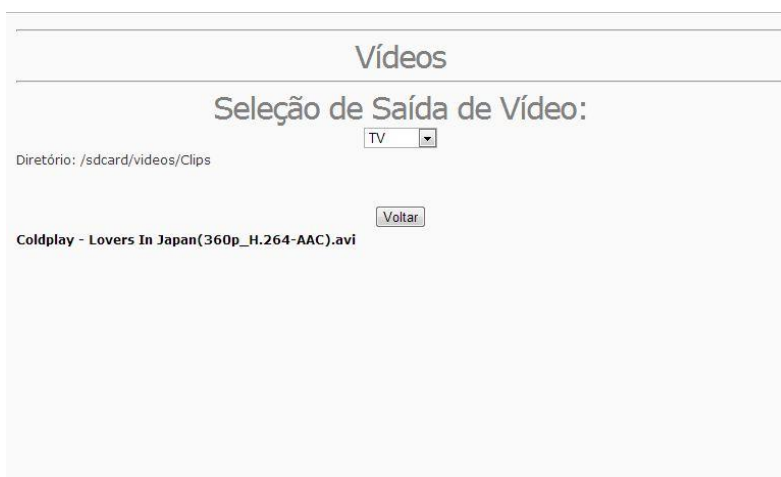 Vídeos
Seleção de Saída de Vídeo:
TV
Diretório: /sdcard/videos/Clips
Voltar
Coldplay - Lovers In Japan(360p_H.264-AAC).avi